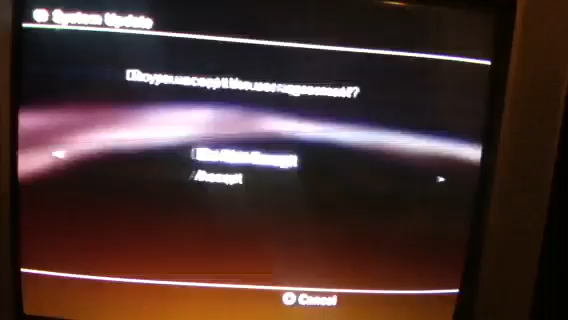 System Update
Do you accept the user agreement?
Do Not Accept
Accept
Cancel